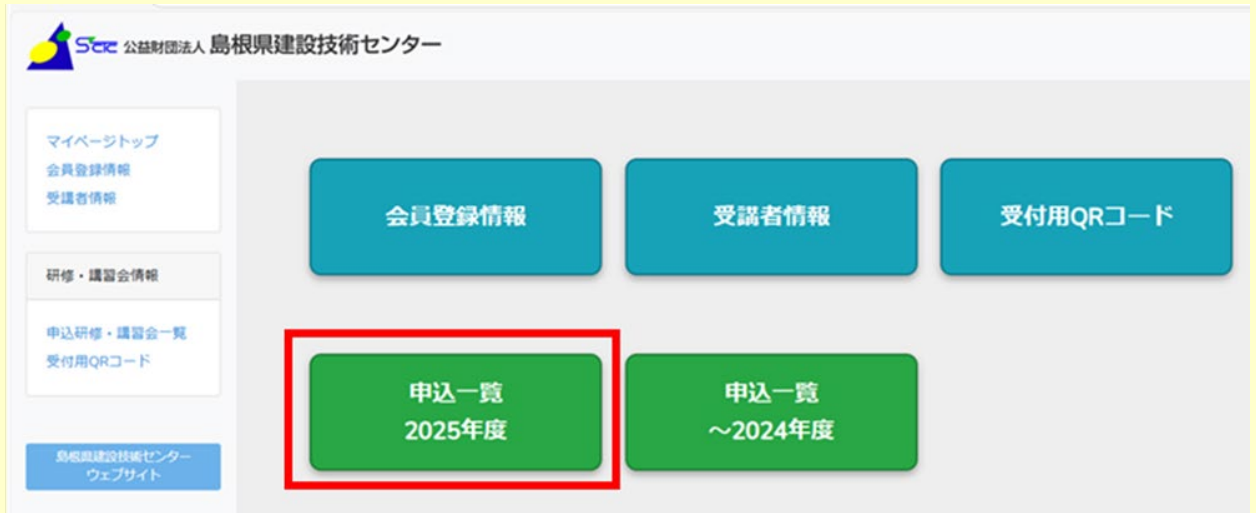 公益財団法人 島根県建設技術センター
マイページトップ
会員登録情報
受講者情報
研修・講習会情報
申込研修・講習会一覧
受付用QRコード
島根県建設技術センター
ウェブサイト
会員登録情報
受講者情報
受付用QRコード
申込一覧
2025年度
申込一覧
～2024年度